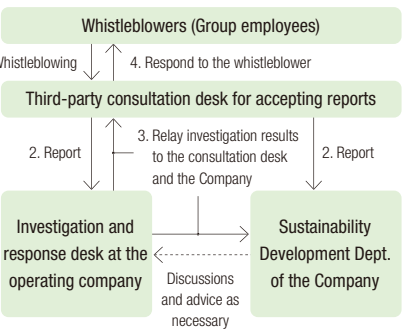 Whistleblowers (Group employees)
Whistleblowing
4. Respond to the whistleblower
Third-party consultation desk for accepting reports
2. Report
3. Relay investigation results
to the consultation desk
and the Company
2. Report
Investigation and
response desk at the
operating company
Sustainability
Development Dept.
of the Company
Discussions
and advice as
necessary